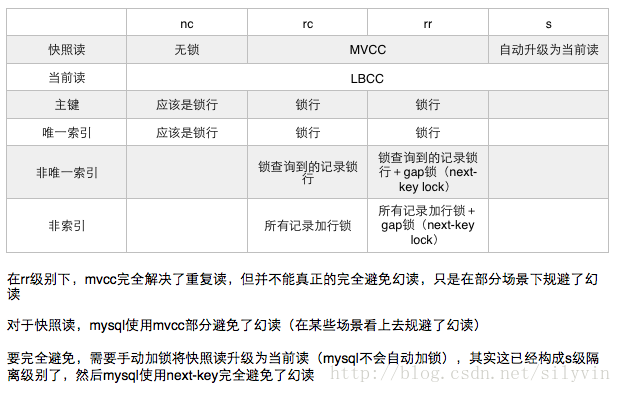 nc rc rr s
快照读 无锁 MVCC 自动升级为当前读
当前读 LBCC
主键 应该是锁行 锁行 锁行
唯一索引 应该是锁行 锁行 锁行
非唯一索引 锁查询到的记录锁行 锁查询到的记录锁行+gap锁（next-key lock）
非索引 所有记录加行锁 所有记录加行锁+gap锁（next-key lock）
在rr级别下，mvcc完全解决了重复读，但并不能真正的完全避免幻读，只是在部分场景下规避了幻
读
对于快照读，mysql使用mvcc部分避免了幻读（在某些场景看上去规避了幻读）
要完全避免，需要手动加锁将快照读升级为当前读（mysql不会自动加锁），其实这已经构成s级隔
离级别了，然后mysql使用next-key完全避免了幻读
http://blog.csdn.net/silyvin